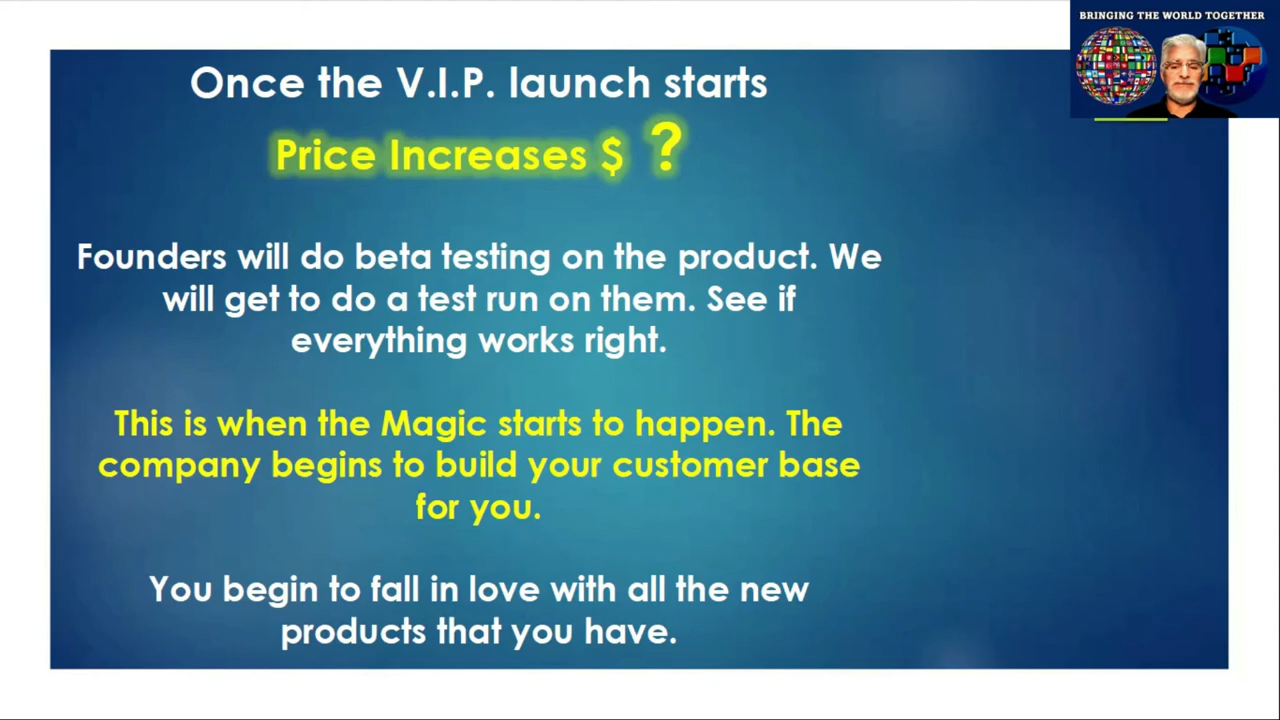 BRINGING THE WORLD TOGETHER
Once the V.I.P. launch starts
Price Increases $ ?
Founders will do beta testing on the product. We
will get to do a test run on them. See if
everything works right.
This is when the Magic starts to happen. The
company begins to build your customer base
for you.
You begin to fall in love with all the new
products that you have.